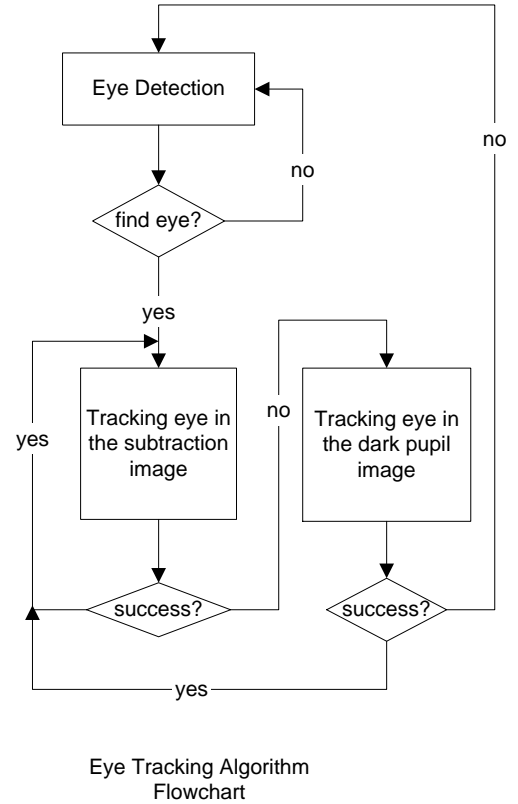 Eye Detection
no
no
find eye?
yes
yes
Tracking eye in
the subtraction
image
no
Tracking eye in
the dark pupil
image
success?
success?
yes
Eye Tracking Algorithm
Flowchart